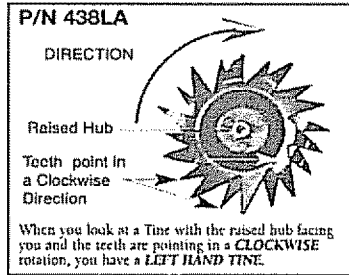 P/N 438LA
DIRECTION
Raised Hub
Teeth point in
a Clockwise
Direction
When you look at a Tine with the raised hub facing
you and the teeth are pointing in a CLOCKWISE
rotation, you have a LEFT HAND TINE.